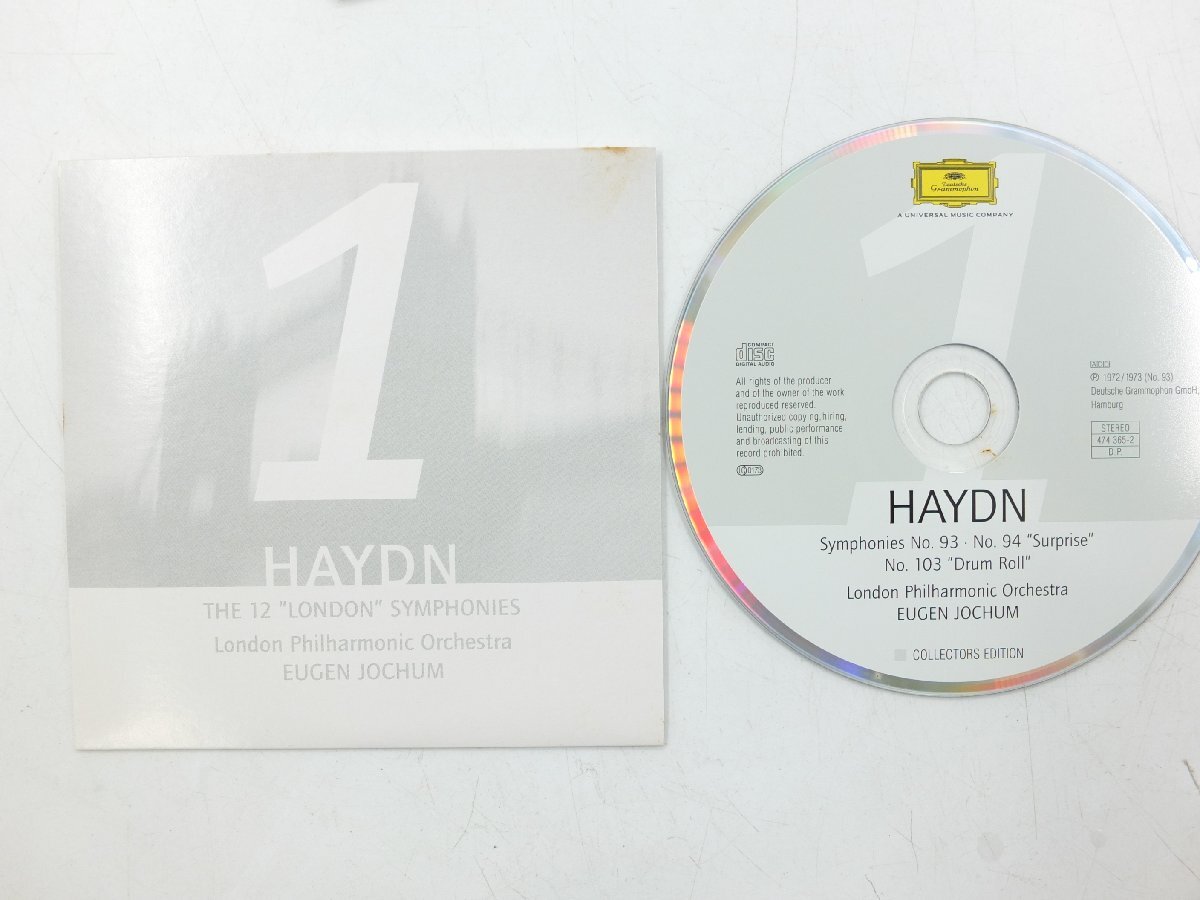 1
HAYDN
THE 12 "LONDON" SYMPHONIES
London Philharmonic Orchestra
EUGEN JOCHUM
1
Deutsche
Grammophon
A UNIVERSAL MUSIC COMPANY
COMPACT
disc
DIGITAL AUDIO
All rights of the producer
and of the owner of the work
reproduced reserved.
Unauthorized copying, hiring,
lending, public performance
and broadcasting of this
record prohibited.
ADD
℗ 1972/1973 (No. 93)
Deutsche Grammophon GmbH,
Hamburg
STEREO
474 365-2
D.P.
HAYDN
Symphonies No. 93 · No. 94 "Surprise"
No. 103 "Drum Roll"
London Philharmonic Orchestra
EUGEN JOCHUM
COLLECTORS EDITION